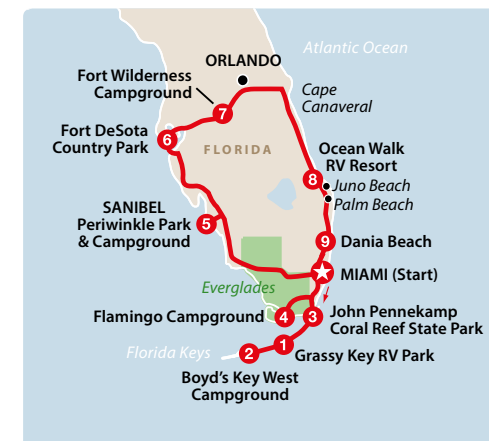 Atlantic Ocean
ORLANDO
Fort Wilderness
Campground
Cape
Canaveral
7
Fort DeSota
Country Park
6
FLORIDA
Ocean Walk
RV Resort
8
Juno Beach
Palm Beach
SANIBEL
Periwinkle Park
& Campground
5
9 Dania Beach
MIAMI (Start)
Everglades
Flamingo Campground 4
3 John Pennekamp
Coral Reef State Park
Florida Keys
2
1 Grassy Key RV Park
Boyd's Key West
Campground